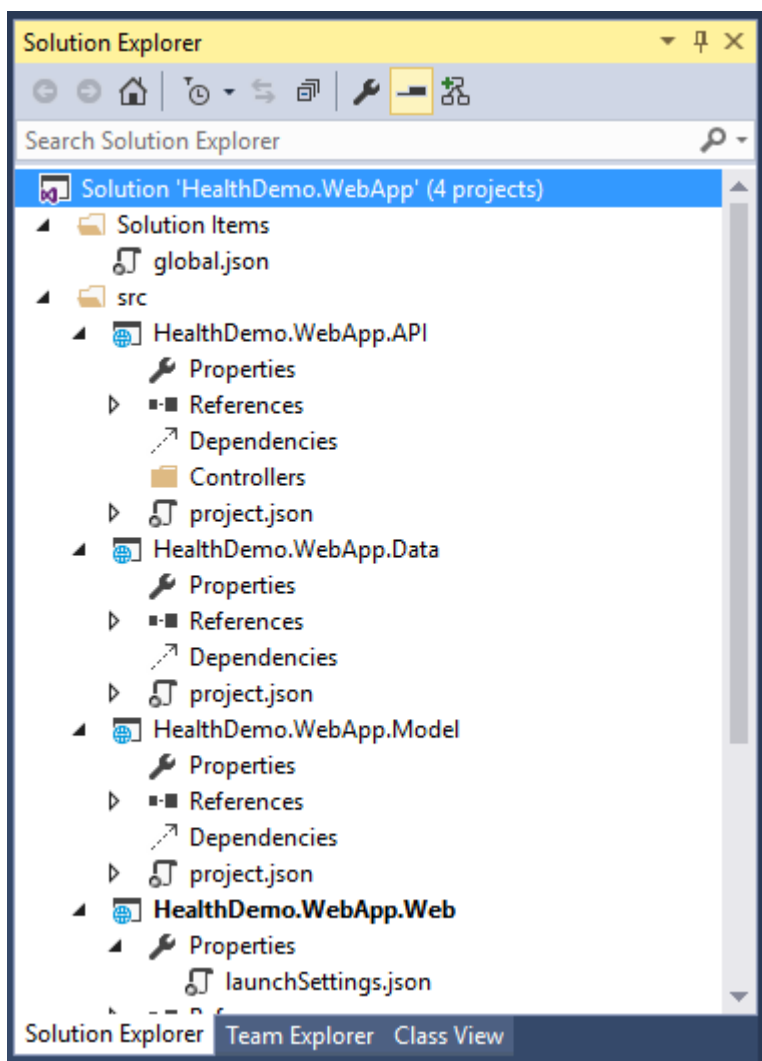 Solution Explorer
Search Solution Explorer
Solution 'HealthDemo.WebApp' (4 projects)
Solution Items
global.json
src
HealthDemo.WebApp.API
Properties
References
Dependencies
Controllers
project.json
HealthDemo.WebApp.Data
Properties
References
Dependencies
project.json
HealthDemo.WebApp.Model
Properties
References
Dependencies
project.json
HealthDemo.WebApp.Web
Properties
launchSettings.json
Solution Explorer Team Explorer Class View